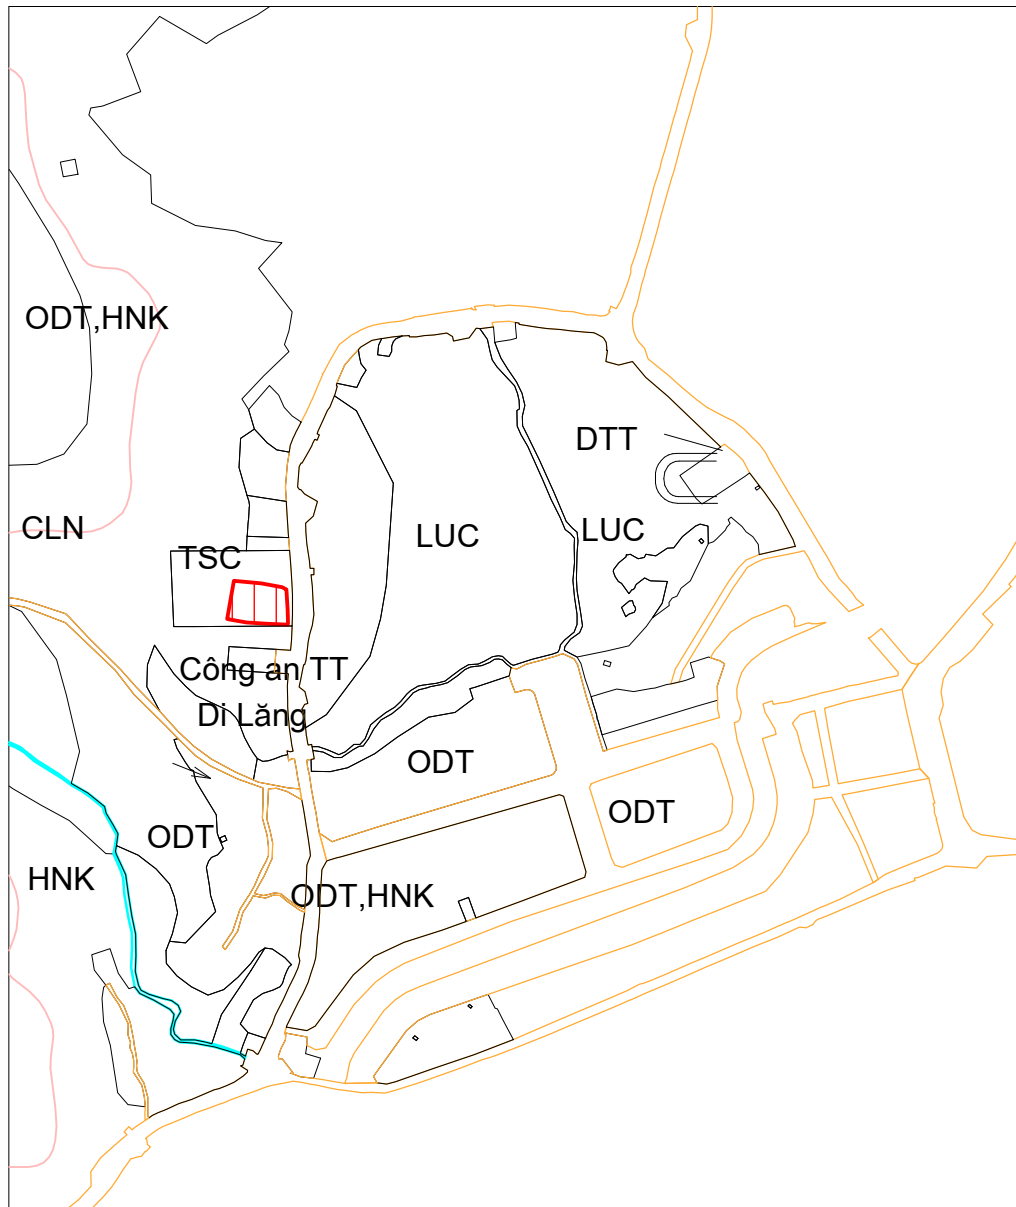 ODT,HNK
DTT
CLN
LUC
LUC
TSC
Công an TT
Di Lăng
ODT
ODT
ODT
HNK
ODT,HNK